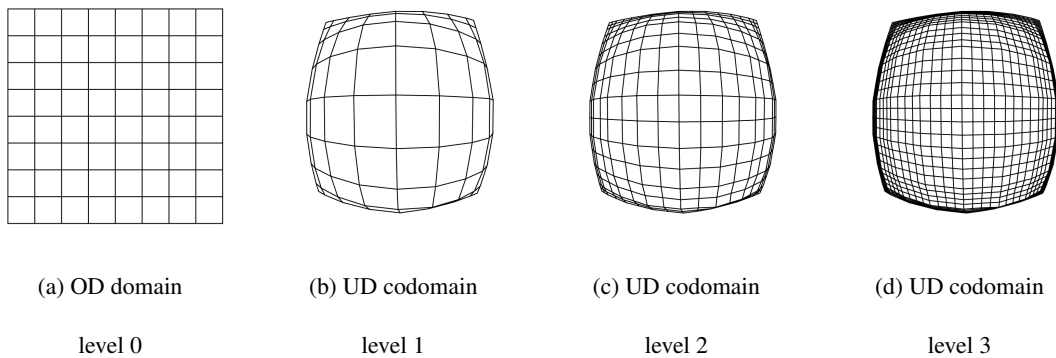 (a) OD domain (b) UD codomain (c) UD codomain (d) UD codomain
level 0 level 1 level 2 level 3